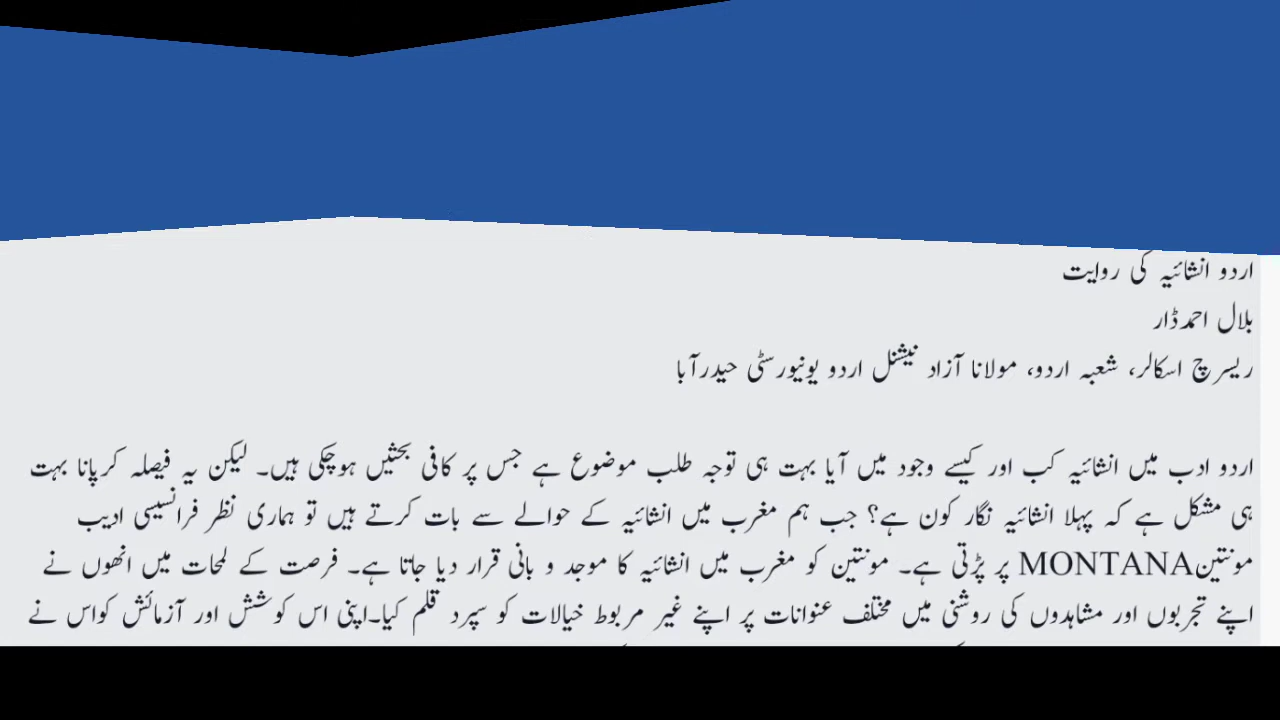 اردو انشائیہ کی روایت
بلال احمد ڈار
ریسرچ اسکالر، شعبہ اردو، مولانا آزاد نیشنل اردو یونیورسٹی حیدرآبا
اردو ادب میں انشائیہ کب اور کیسے وجود میں آیا بہت ہی توجہ طلب موضوع ہے جس پر کافی بحثیں ہوچکی ہیں۔ لیکن یہ فیصلہ کرپانا بہت
ہی مشکل ہے کہ پہلا انشائیہ نگار کون ہے؟ جب ہم مغرب میں انشائیہ کے حوالے سے بات کرتے ہیں تو ہماری نظر فرانسیسی ادیب
مونتینMONTANA پر پڑتی ہے۔ مونتین کو مغرب میں انشائیہ کا موجد و بانی قرار دیا جاتا ہے۔ فرصت کے لمحات میں انھوں نے
اپنے تجربوں اور مشاہدوں کی روشنی میں مختلف عنوانات پر اپنے غیر مربوط خیالات کو سپرد قلم کیا۔اپنی اس کوشش اور آزمائش کواس نے